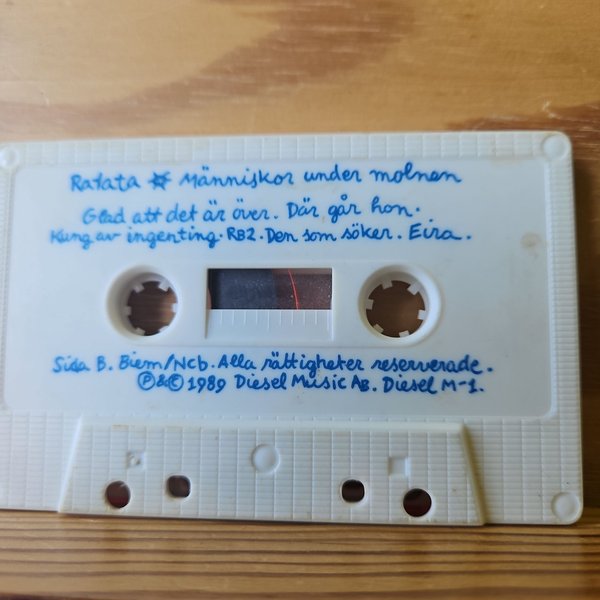 Ratata ☆ Människor under molnen
Glad att det är över. Där går hon.
Kung av ingenting. RB2. Den som söker. Eira.
Sida B. Biem/Ncb. Alla rättigheter reserverade.
Ⓟ&© 1989 Diesel Music AB. Diesel M-1.